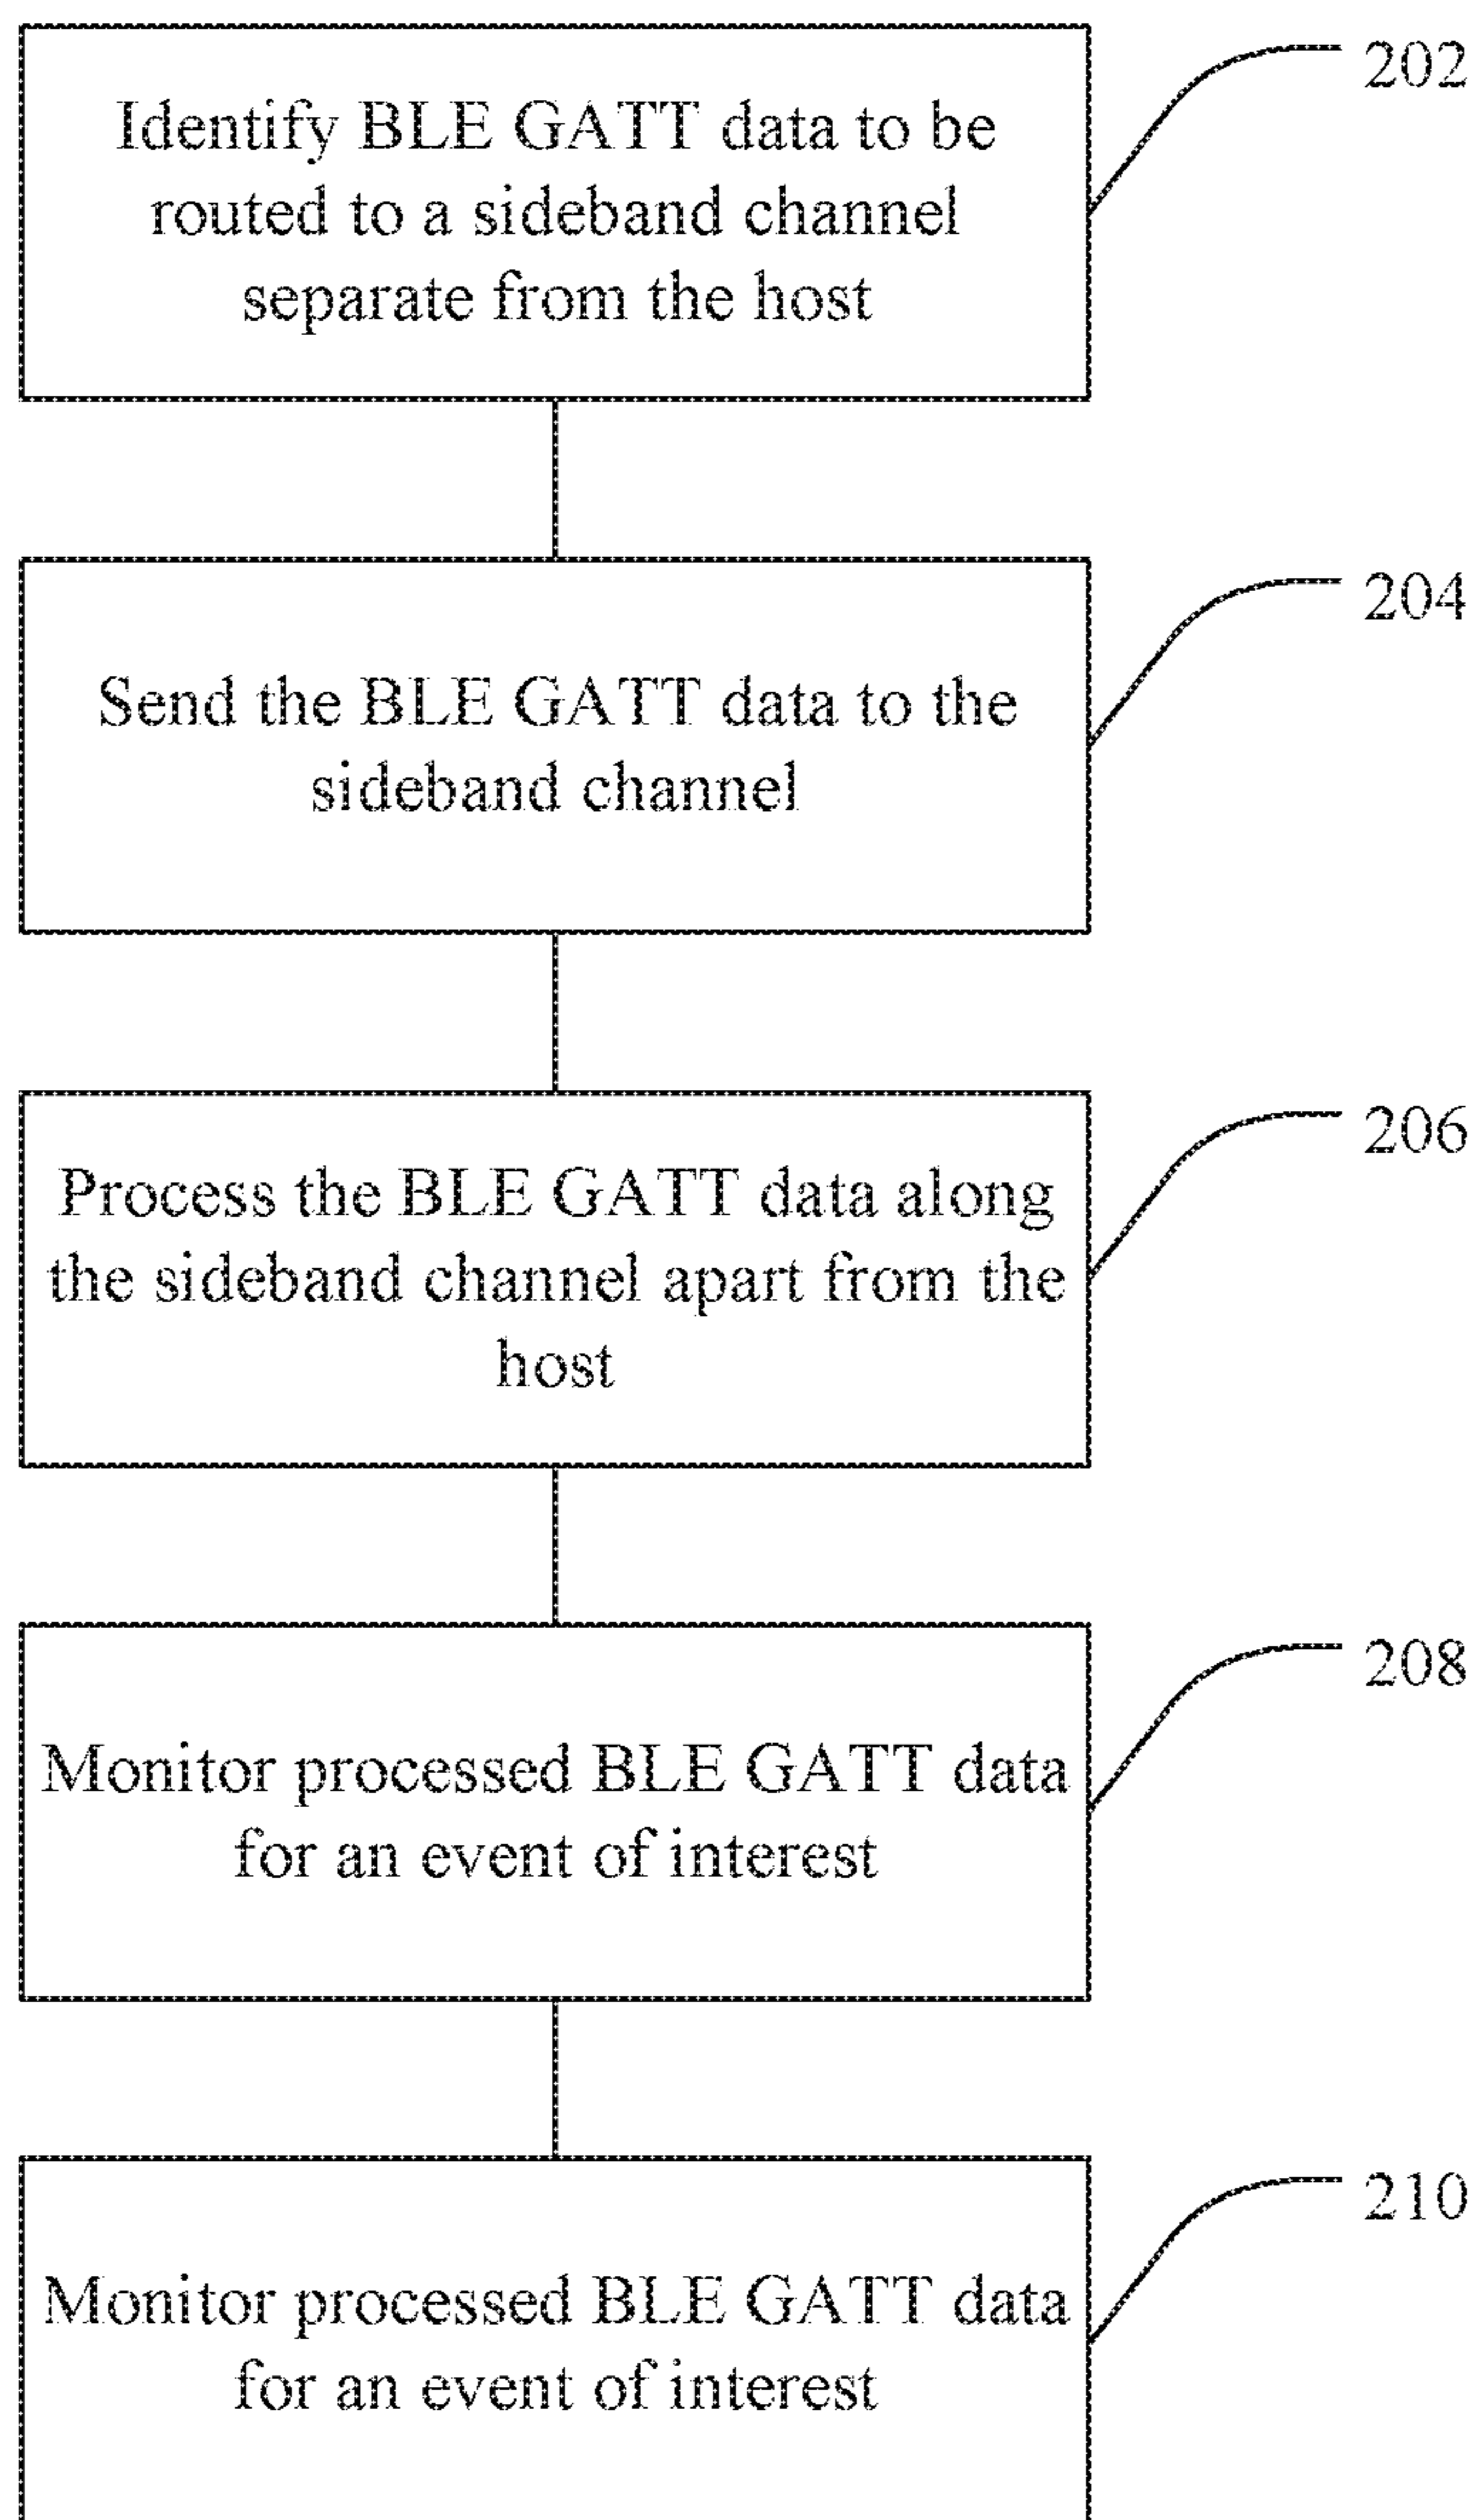 Identify BLE GATT data to be
routed to a sideband channel
separate from the host
202
Send the BLE GATT data to the
sideband channel
204
Process the BLE GATT data along
the sideband channel apart from the
host
206
Monitor processed BLE GATT data
for an event of interest
208
Monitor processed BLE GATT data
for an event of interest
210